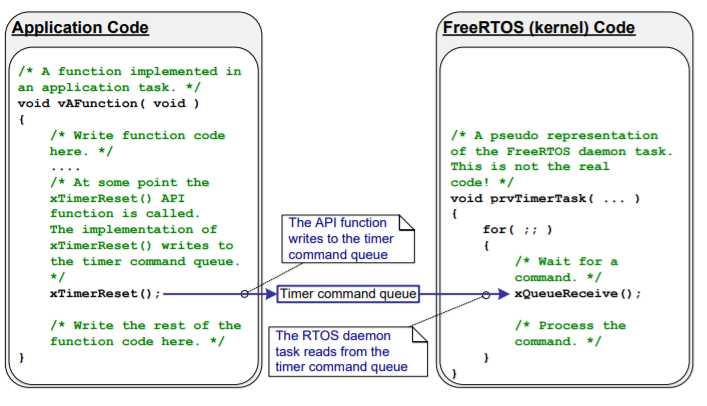 Application Code
/* A function implemented in
an application task. */
void vAFunction( void )
{
/* Write function code
here. */
....
/* At some point the
xTimerReset() API
function is called.
The implementation of
xTimerReset() writes to
the timer command queue.
*/
xTimerReset();
/* Write the rest of the
function code here. */
}
The API function
writes to the timer
command queue
Timer command queue
The RTOS daemon
task reads from the
timer command queue
FreeRTOS (kernel) Code
/* A pseudo representation
of the FreeRTOS daemon task.
This is not the real
code! */
void prvTimerTask( ... )
{
for( ;; )
{
/* Wait for a
command. */
xQueueReceive();
/* Process the
command. */
}
}